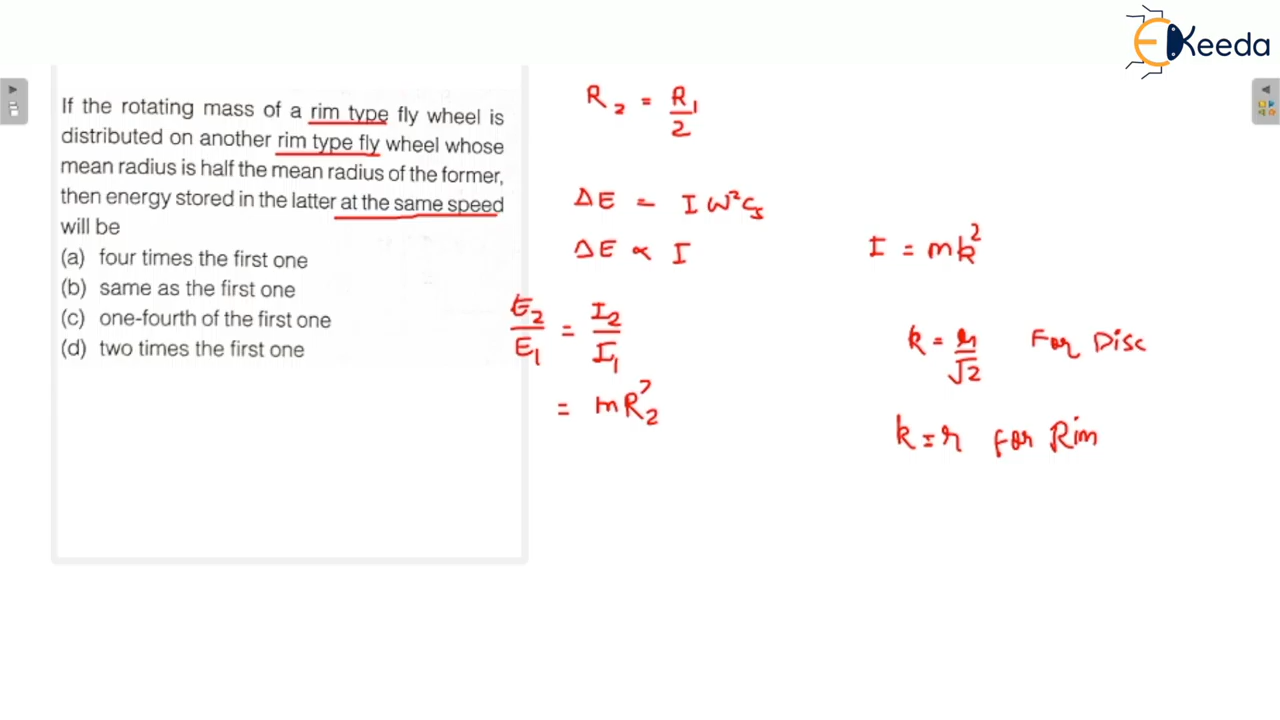 EKeeda
If the rotating mass of a rim type fly wheel is
distributed on another rim type fly wheel whose
mean radius is half the mean radius of the former,
then energy stored in the latter at the same speed
will be
(a) four times the first one
(b) same as the first one
(c) one-fourth of the first one
(d) two times the first one
R₂ = R₁/2
ΔE = I ω² Cs
ΔE ∝ I
E₂/E₁ = I₂/I₁
= mR₂²
I = mk²
k = r/√2 For Disc
k = r for Rim